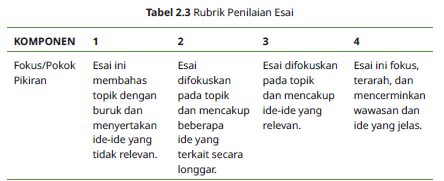 Tabel 2.3 Rubrik Penilaian Esai
KOMPONEN 1 2 3 4
Fokus/Pokok Pikiran
Esai ini
membahas
topik dengan
buruk dan
menyertakan
ide-ide yang
tidak relevan.
Esai
difokuskan
pada topik
dan mencakup
beberapa
ide yang
terkait secara
longgar.
Esai difokuskan
pada topik
dan mencakup
ide-ide yang
relevan.
Esai ini fokus,
terarah, dan
mencerminkan
wawasan dan
ide yang jelas.